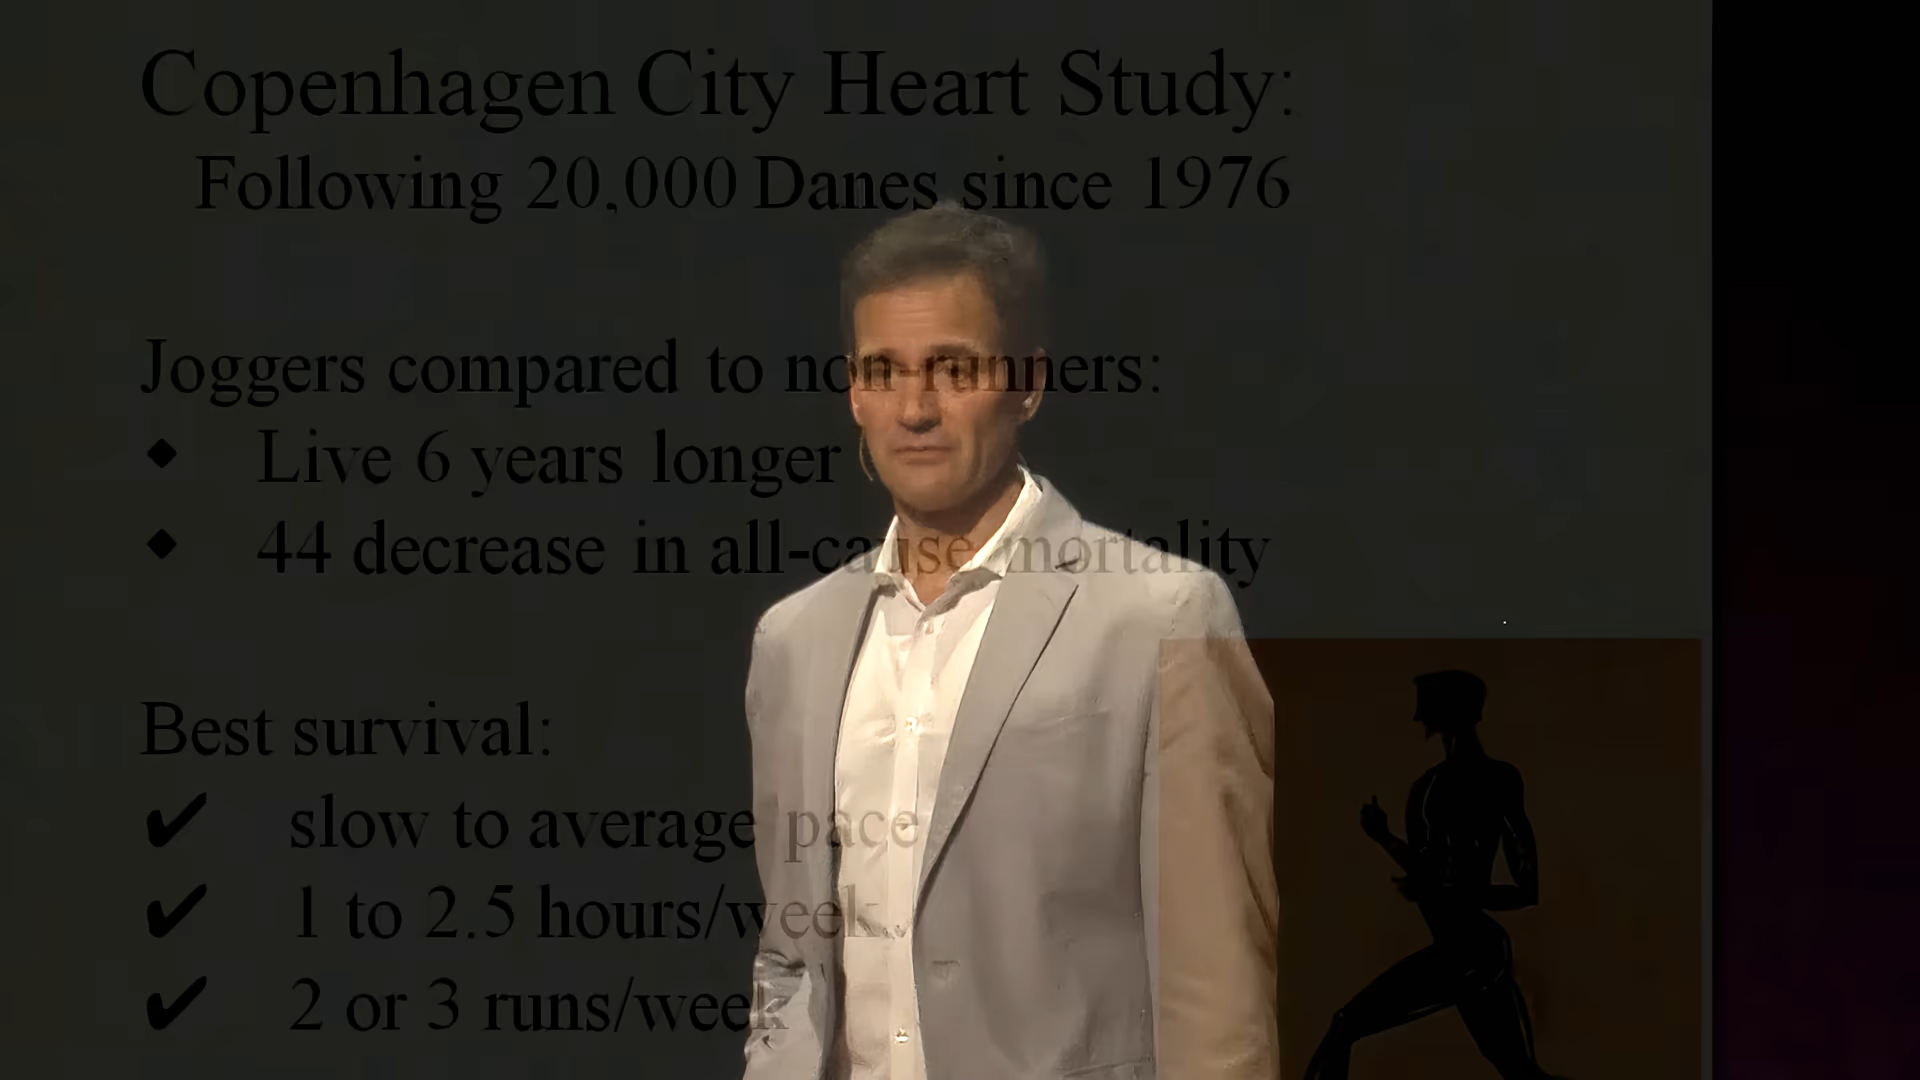 Copenhagen City Heart Study:
Following 20,000 Danes since 1976
Joggers compared to non-runners:
◆ Live 6 years longer
◆ 44 decrease in all-cause mortality
Best survival:
✔ slow to average pace
✔ 1 to 2.5 hours/week
✔ 2 or 3 runs/week